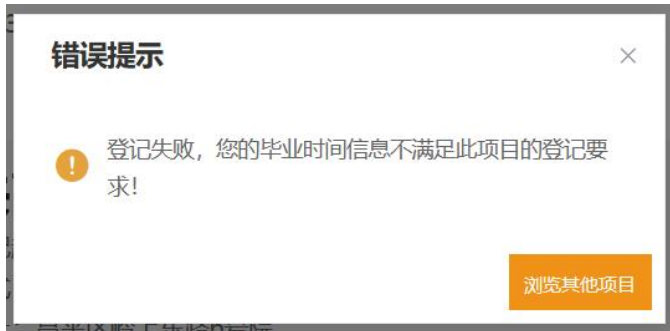 错误提示
登记失败，您的毕业时间信息不满足此项目的登记要
求！
浏览其他项目